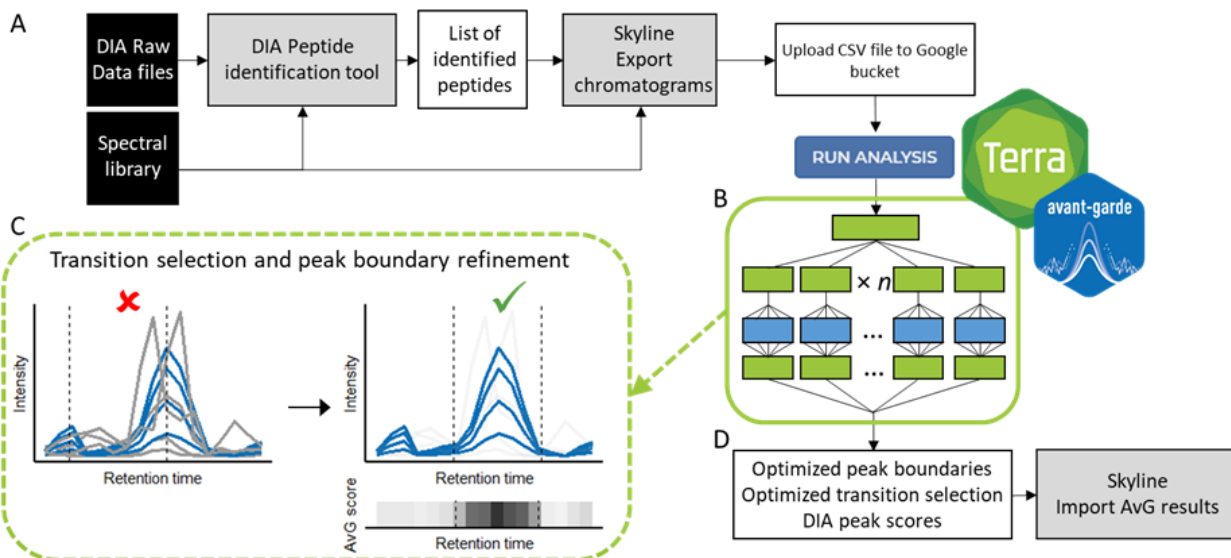 A
DIA Raw
Data files
DIA Peptide
identification tool
List of
identified
peptides
Skyline
Export
chromatograms
Upload CSV file to Google
bucket
Spectral
library
RUN ANALYSIS
Terra
avant-garde
B
× n
...
...
C
Transition selection and peak boundary refinement
Intensity
Retention time
Intensity
Retention time
AvG score
Retention time
D
Optimized peak boundaries
Optimized transition selection
DIA peak scores
Skyline
Import AvG results